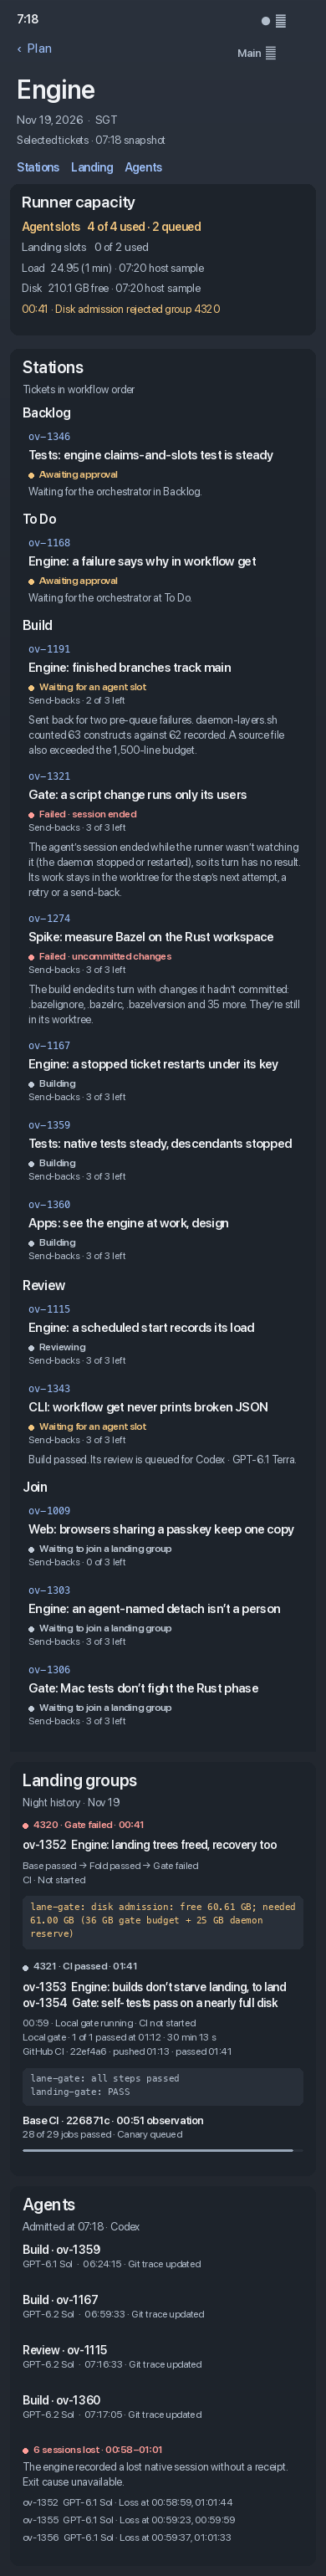 7:18
‹ Plan
Main
Engine
Nov 19, 2026 · SGT
Selected tickets · 07:18 snapshot
Stations Landing Agents
Runner capacity
Agent slots 4 of 4 used · 2 queued
Landing slots 0 of 2 used
Load 24.95 (1 min) · 07:20 host sample
Disk 210.1 GB free · 07:20 host sample
00:41 · Disk admission rejected group 4320
Stations
Tickets in workflow order
Backlog
ov-1346
Tests: engine claims-and-slots test is steady
Awaiting approval
Waiting for the orchestrator in Backlog.
To Do
ov-1168
Engine: a failure says why in workflow get
Awaiting approval
Waiting for the orchestrator at To Do.
Build
ov-1191
Engine: finished branches track main
Waiting for an agent slot
Send-backs · 2 of 3 left
Sent back for two pre-queue failures. daemon-layers.sh
counted 63 constructs against 62 recorded. A source file
also exceeded the 1,500-line budget.
ov-1321
Gate: a script change runs only its users
Failed · session ended
Send-backs · 3 of 3 left
The agent's session ended while the runner wasn't watching
it (the daemon stopped or restarted), so its turn has no result.
Its work stays in the worktree for the step's next attempt, a
retry or a send-back.
ov-1274
Spike: measure Bazel on the Rust workspace
Failed · uncommitted changes
Send-backs · 3 of 3 left
The build ended its turn with changes it hadn't committed:
.bazelignore, .bazelrc, .bazelversion and 35 more. They're still
in its worktree.
ov-1167
Engine: a stopped ticket restarts under its key
Building
Send-backs · 3 of 3 left
ov-1359
Tests: native tests steady, descendants stopped
Building
Send-backs · 3 of 3 left
ov-1360
Apps: see the engine at work, design
Building
Send-backs · 3 of 3 left
Review
ov-1115
Engine: a scheduled start records its load
Reviewing
Send-backs · 3 of 3 left
ov-1343
CLI: workflow get never prints broken JSON
Waiting for an agent slot
Send-backs · 3 of 3 left
Build passed. Its review is queued for Codex · GPT-6.1 Terra.
Join
ov-1009
Web: browsers sharing a passkey keep one copy
Waiting to join a landing group
Send-backs · 0 of 3 left
ov-1303
Engine: an agent-named detach isn't a person
Waiting to join a landing group
Send-backs · 3 of 3 left
ov-1306
Gate: Mac tests don't fight the Rust phase
Waiting to join a landing group
Send-backs · 3 of 3 left
Landing groups
Night history · Nov 19
4320 · Gate failed · 00:41
ov-1352 Engine: landing trees freed, recovery too
Base passed → Fold passed → Gate failed
CI · Not started
lane-gate: disk admission: free 60.61 GB; needed
61.00 GB (36 GB gate budget + 25 GB daemon
reserve)
4321 · CI passed · 01:41
ov-1353 Engine: builds don't starve landing, to land
ov-1354 Gate: self-tests pass on a nearly full disk
00:59 · Local gate running · CI not started
Local gate · 1 of 1 passed at 01:12 · 30 min 13 s
GitHub CI · 22ef4a6 · pushed 01:13 · passed 01:41
lane-gate: all steps passed
landing-gate: PASS
Base CI · 226871c · 00:51 observation
28 of 29 jobs passed · Canary queued
Agents
Admitted at 07:18 · Codex
Build · ov-1359
GPT-6.1 Sol · 06:24:15 · Git trace updated
Build · ov-1167
GPT-6.2 Sol · 06:59:33 · Git trace updated
Review · ov-1115
GPT-6.2 Sol · 07:16:33 · Git trace updated
Build · ov-1360
GPT-6.2 Sol · 07:17:05 · Git trace updated
6 sessions lost · 00:58–01:01
The engine recorded a lost native session without a receipt.
Exit cause unavailable.
ov-1352 GPT-6.1 Sol · Loss at 00:58:59, 01:01:44
ov-1355 GPT-6.1 Sol · Loss at 00:59:23, 00:59:59
ov-1356 GPT-6.1 Sol · Loss at 00:59:37, 01:01:33